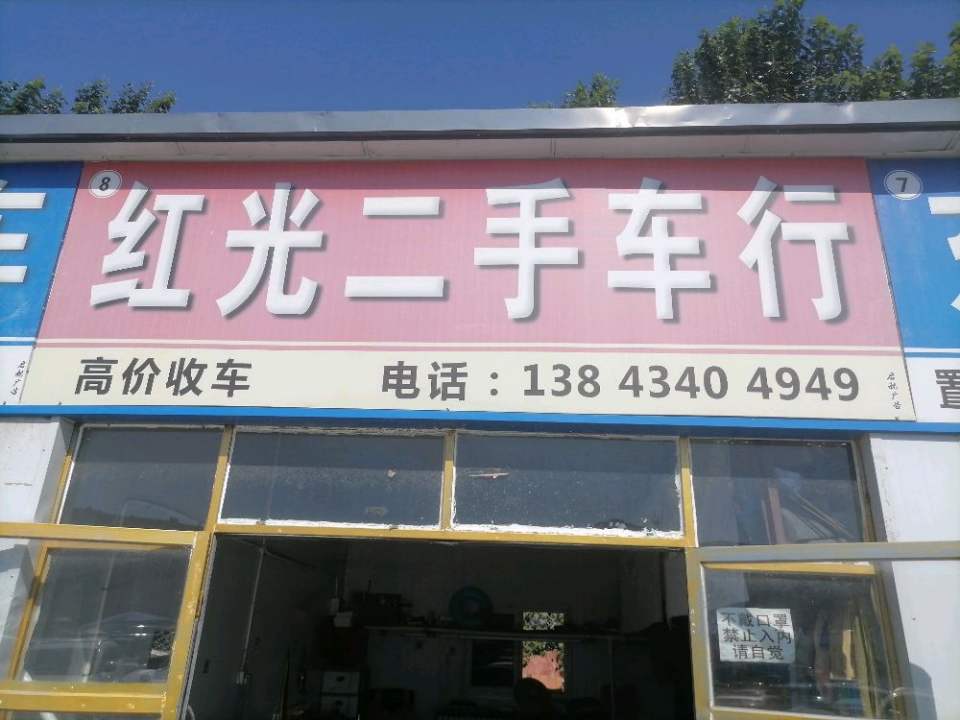 8
7
红光二手车行
高价收车 电话：138 4340 4949
置
不戴口罩
禁止入内
请自觉